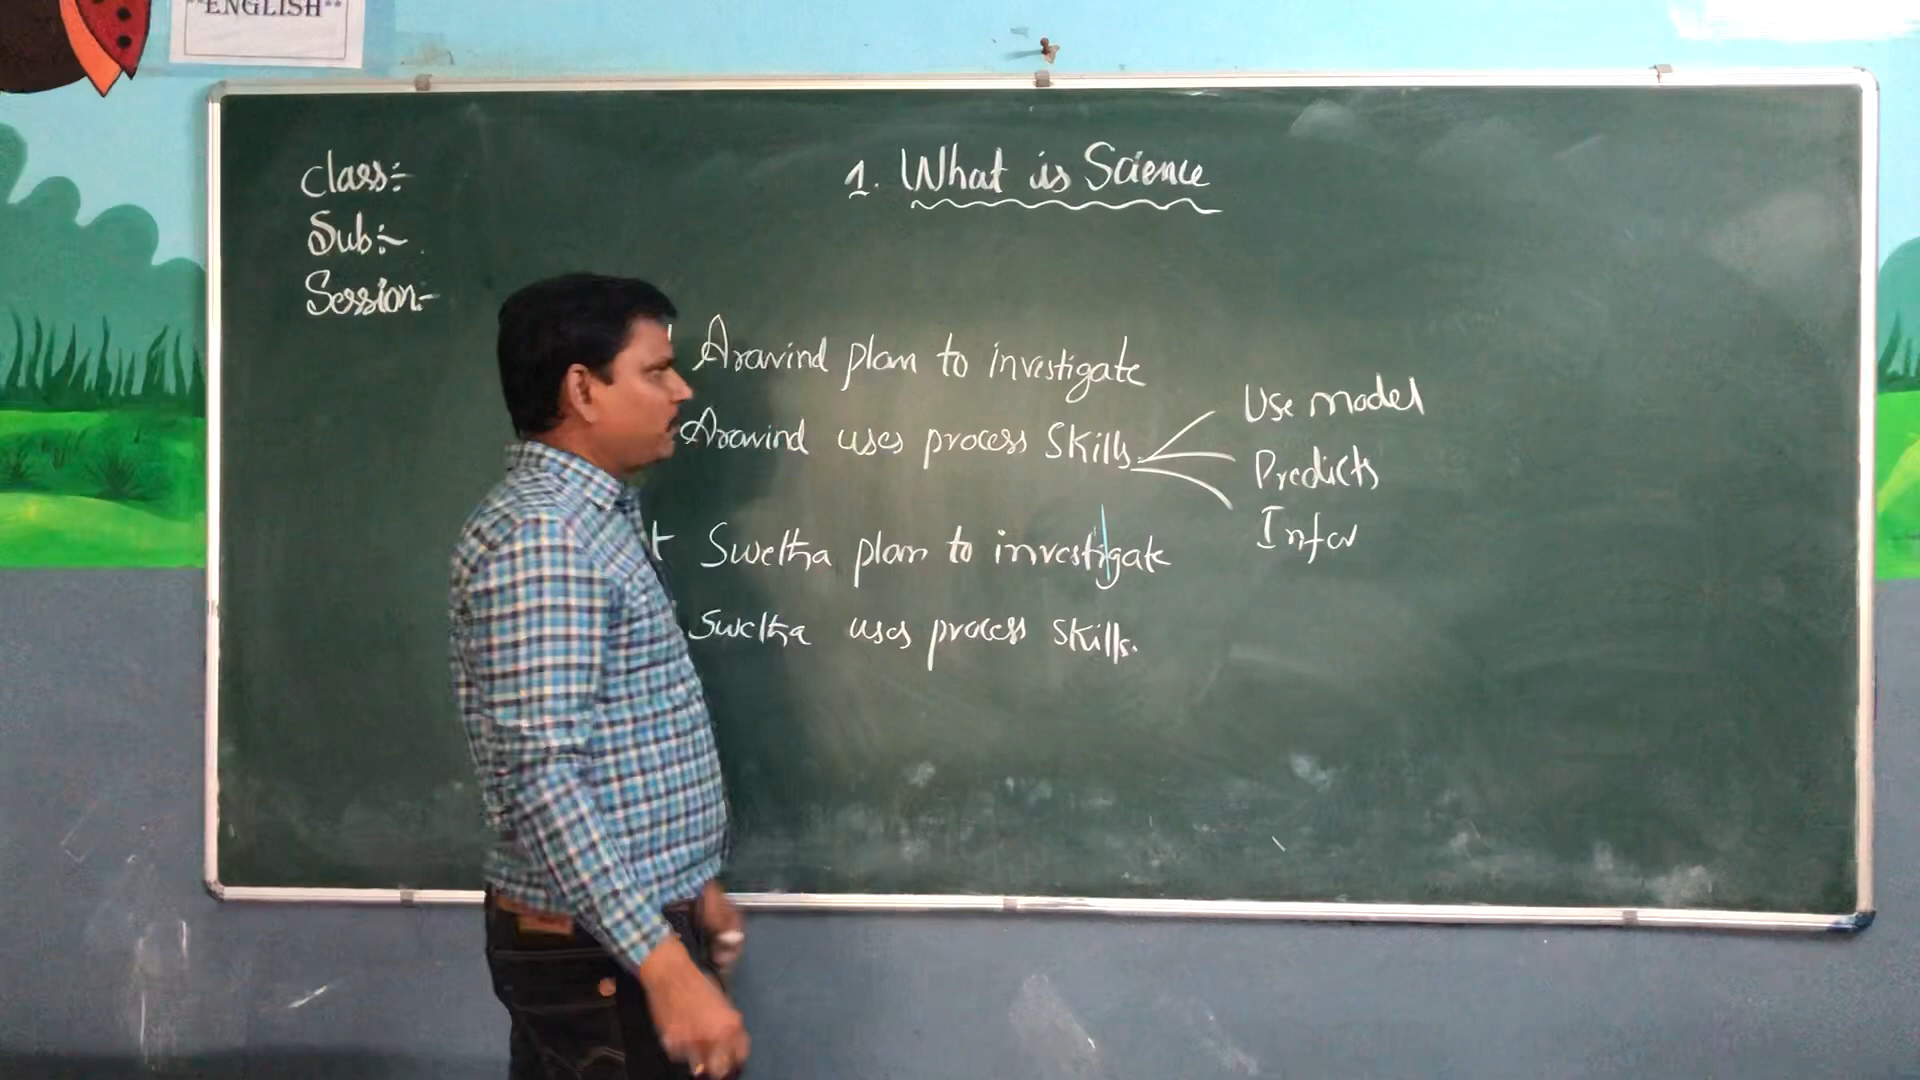 "ENGLISH"
Class:-
Sub:-
Session:-
1. What is Science
Aravind plan to investigate
Aravind uses process Skills
Use model
Predicts
Infer
Swetha plan to investigate
Swetha uses process skills.